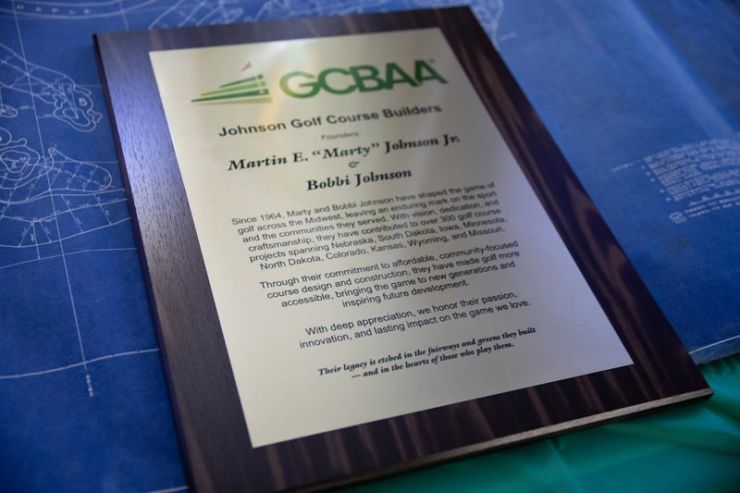 GCBAA
Johnson Golf Course Builders
Founders:
Martin E. “Marty” Johnson Jr.
&
Bobbi Johnson
Since 1964, Marty and Bobbi Johnson have shaped the game of
golf across the Midwest, leaving an enduring mark on the sport
and the communities they served. With vision, dedication, and
craftsmanship, they have contributed to over 300 golf course
projects spanning Nebraska, South Dakota, Iowa, Minnesota,
North Dakota, Colorado, Kansas, Wyoming, and Missouri.
Through their commitment to affordable, community-focused
course design and construction, they have made golf more
accessible, bringing the game to new generations and
inspiring future development.
With deep appreciation, we honor their passion,
innovation, and lasting impact on the game we love.
Their legacy is etched in the fairways and greens they built
— and in the hearts of those who play them.